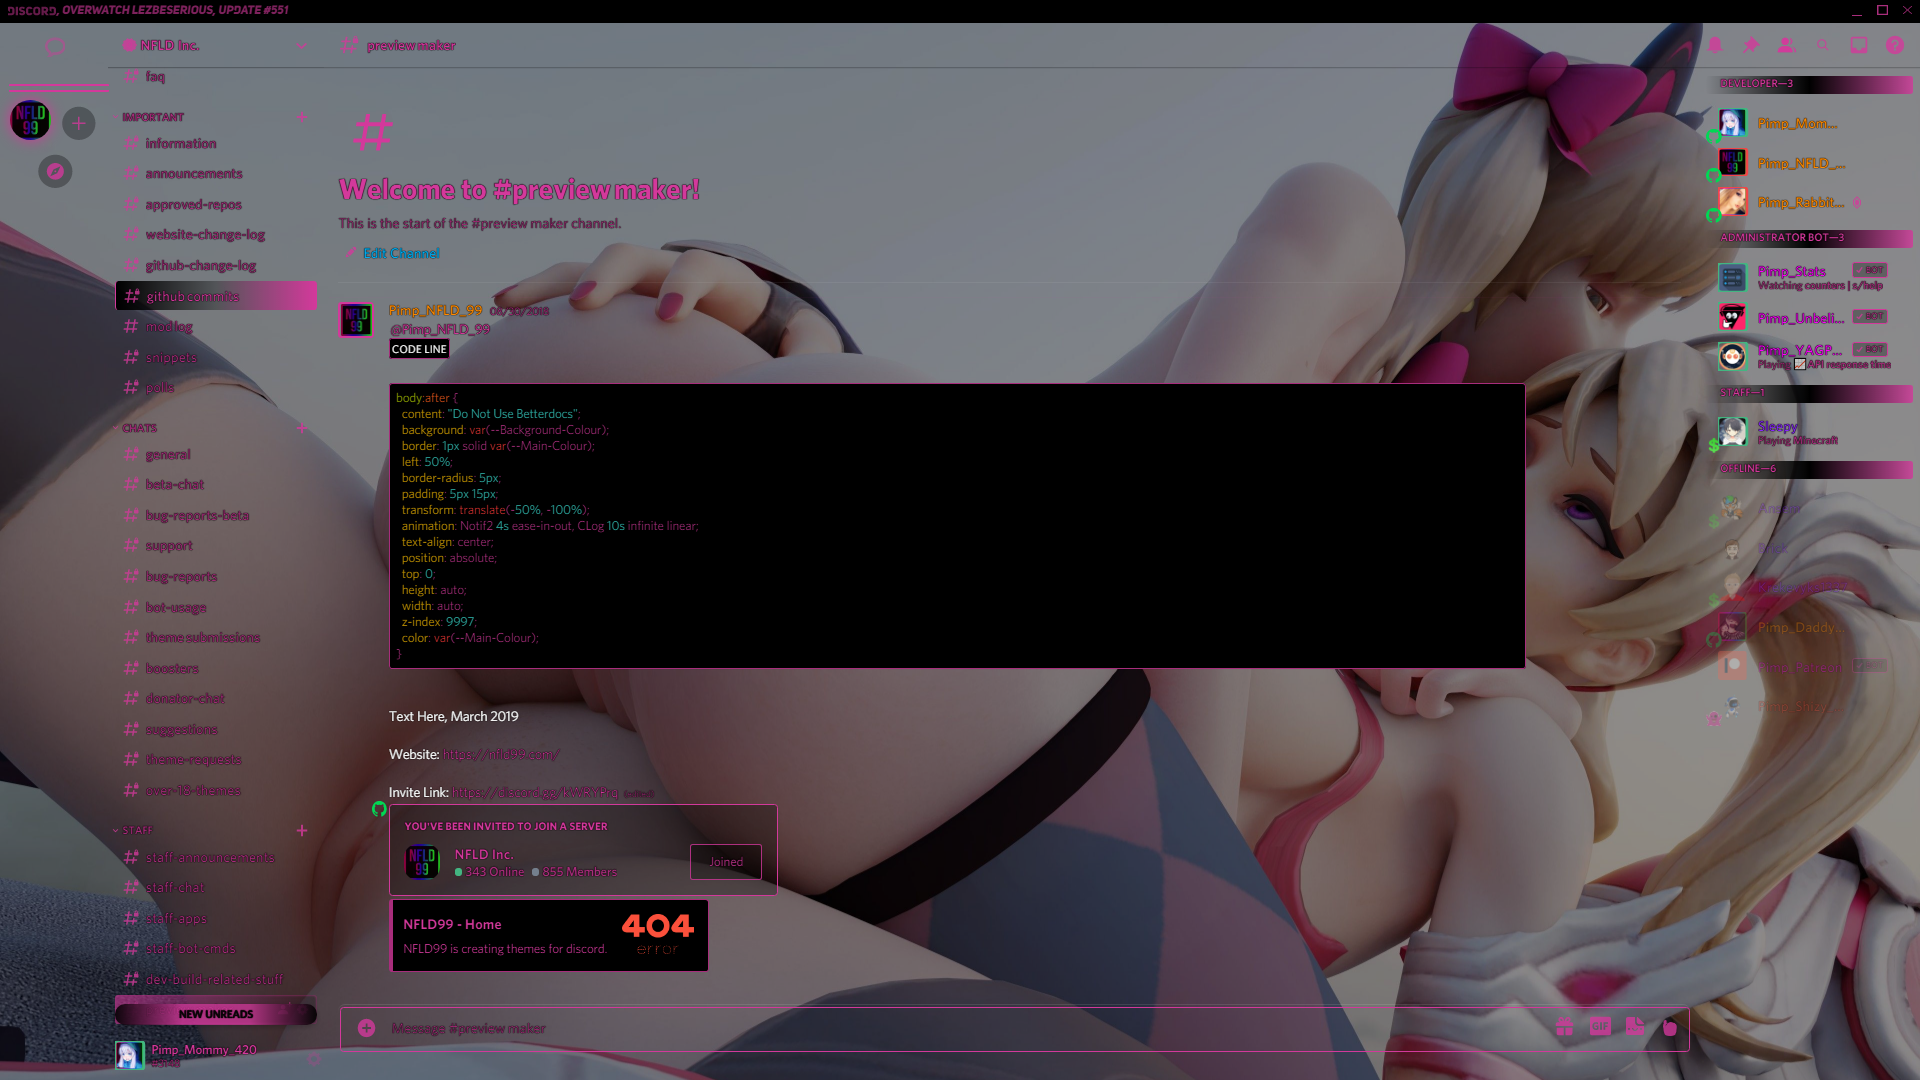 DISCORD, OVERWATCH LEZBESERIOUS, UPDATE #551
NFLD Inc.
preview maker
faq
IMPORTANT
information
announcements
approved-repos
website-change-log
github-change-log
github commits
mod log
snippets
polls
CHATS
general
beta-chat
bug-reports-beta
support
bug-reports
bot-usage
theme submissions
boosters
donator-chat
suggestions
theme-requests
over-18-themes
STAFF
staff-announcements
staff-chat
staff-apps
staff-bot-cmds
dev-build-related-stuff
NEW UNREADS
Pimp_Mommy_420
NFLD
99
Welcome to #preview maker!
This is the start of the #preview maker channel.
Edit Channel
NFLD
99
Pimp_NFLD_99 08/30/2018
@Pimp_NFLD_99
CODE LINE
body:after {
content: "Do Not Use Betterdocs";
background: var(--Background-Colour);
border: 1px solid var(--Main-Colour);
left: 50%;
border-radius: 5px;
padding: 5px 15px;
transform: translate(-50%, -100%);
animation: Notif2 4s ease-in-out, CLog 10s infinite linear;
text-align: center;
position: absolute;
top: 0;
height: auto;
width: auto;
z-index: 9997;
color: var(--Main-Colour);
}
Text Here, March 2019
Website: https://nfld99.com/
Invite Link:
YOU'VE BEEN INVITED TO JOIN A SERVER
NFLD
99
NFLD Inc.
343 Online 855 Members
Joined
NFLD99 - Home
NFLD99 is creating themes for discord.
404
error
Message #preview maker
GIF
DEVELOPER—3
Pimp_Mom...
Pimp_NFLD_...
Pimp_Rabbit...
ADMINISTRATOR BOT—3
Pimp_Stats BOT
Watching counters | s/help
Pimp_Unbeli... BOT
Pimp_YAGP... BOT
Playing API response time
STAFF—1
Sleepy
Playing Minecraft
OFFLINE—6
Pimp_Daddy...